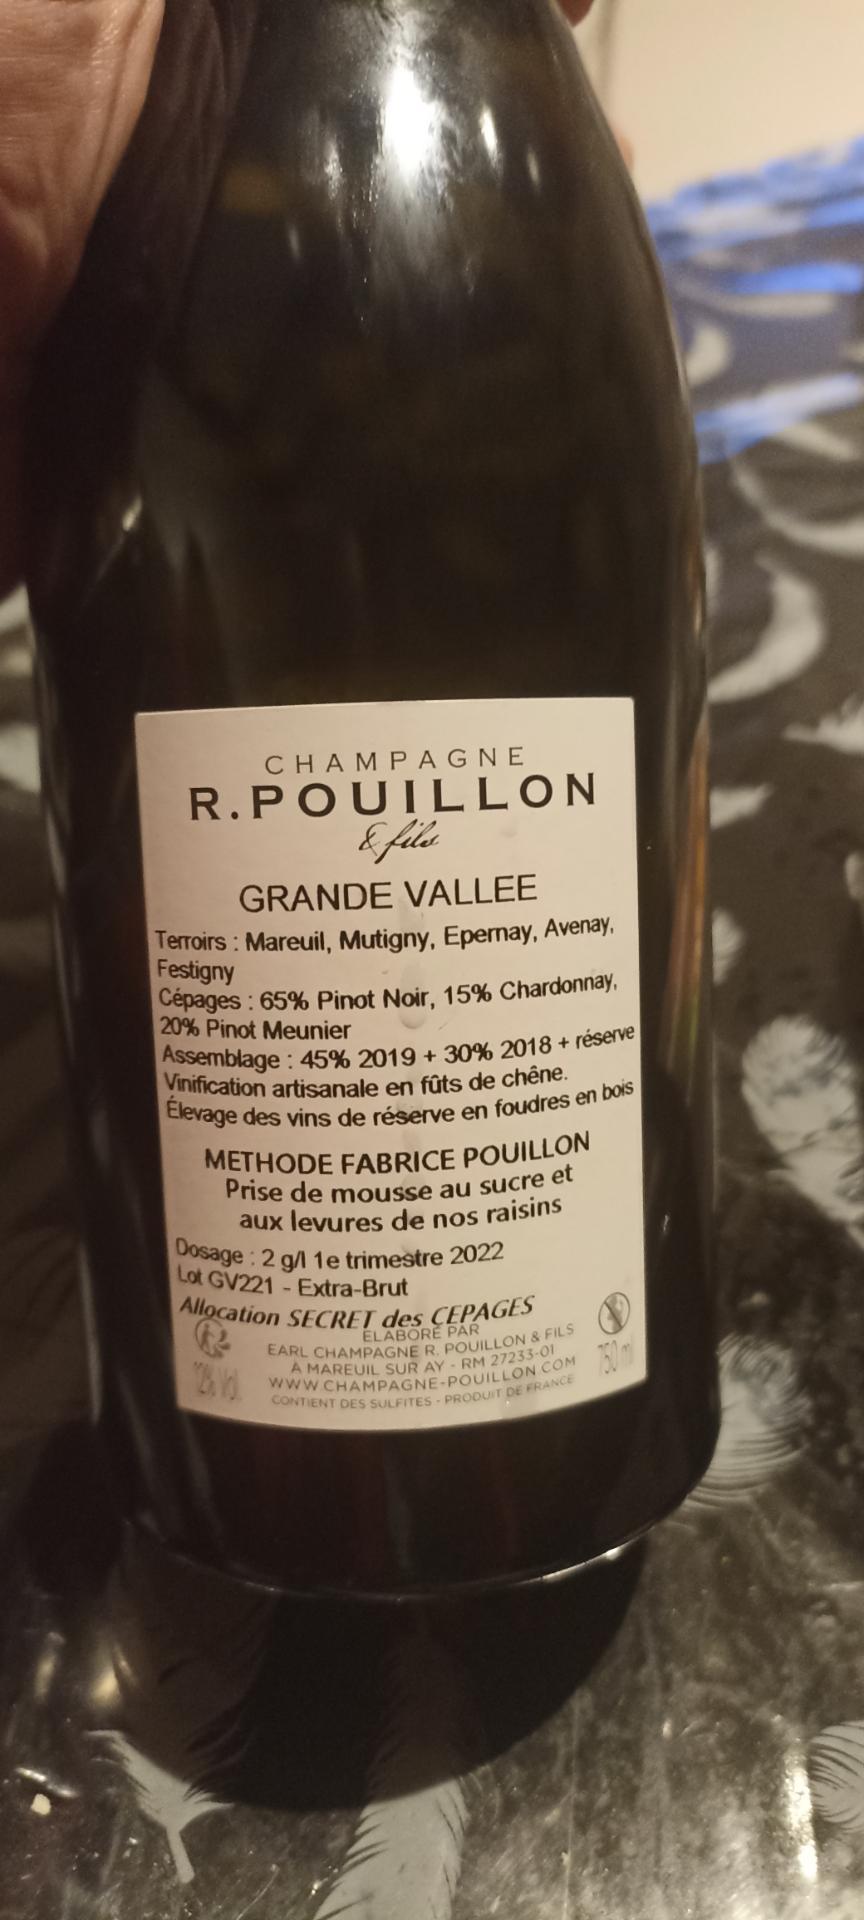 CHAMPAGNE
R.POUILLON
& fils
GRANDE VALLEE
Terroirs : Mareuil, Mutigny, Epernay, Avenay,
Festigny
Cépages : 65% Pinot Noir, 15% Chardonnay,
20% Pinot Meunier
Assemblage : 45% 2019 + 30% 2018 + réserve
Vinification artisanale en fûts de chêne.
Élevage des vins de réserve en foudres en bois
METHODE FABRICE POUILLON
Prise de mousse au sucre et
aux levures de nos raisins
Dosage : 2 g/l 1e trimestre 2022
Lot GV221 - Extra-Brut
Allocation SECRET des CEPAGES
ELABORÉ PAR
EARL CHAMPAGNE R. POUILLON & FILS
A MAREUIL SUR AY - RM 27233-01
WWW.CHAMPAGNE-POUILLON.COM
CONTIENT DES SULFITES - PRODUIT DE FRANCE
12% Vol.
750 ml